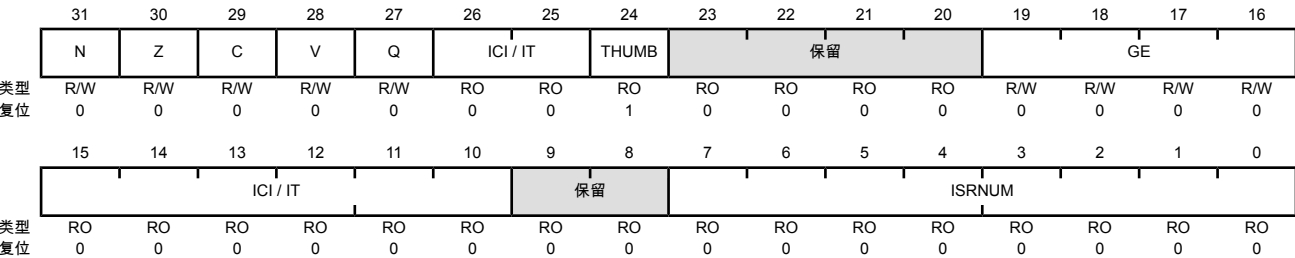 31 30 29 28 27 26 25 24 23 22 21 20 19 18 17 16
N Z C V Q ICI / IT THUMB 保留 GE
类型 R/W R/W R/W R/W R/W RO RO RO RO RO RO RO R/W R/W R/W R/W
复位 0 0 0 0 0 0 0 1 0 0 0 0 0 0 0 0
15 14 13 12 11 10 9 8 7 6 5 4 3 2 1 0
ICI / IT 保留 ISRNUM
类型 RO RO RO RO RO RO RO RO RO RO RO RO RO RO RO RO
复位 0 0 0 0 0 0 0 0 0 0 0 0 0 0 0 0